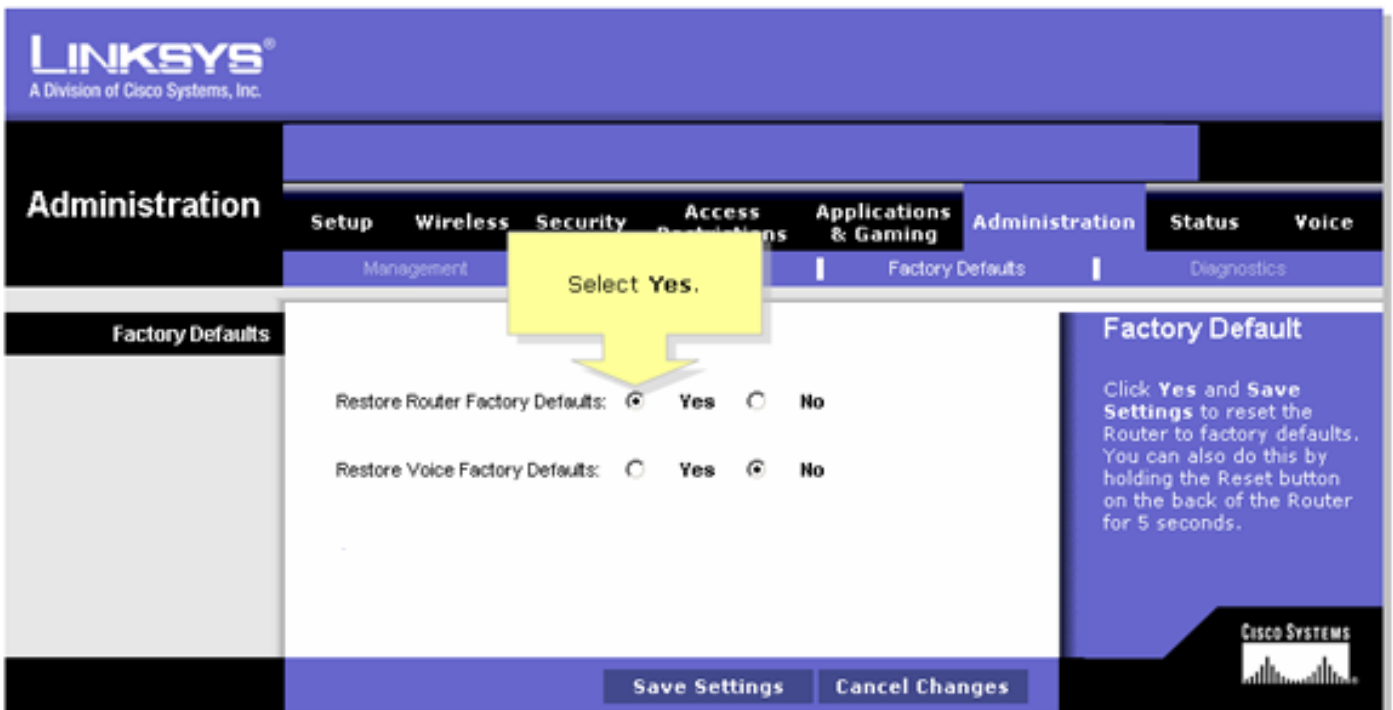 LINKSYS®
A Division of Cisco Systems, Inc.
Administration
Setup Wireless Security Access Applications & Gaming Administration Status Voice
Management Factory Defaults Diagnostics
Select Yes.
Factory Defaults
Restore Router Factory Defaults: Yes No
Restore Voice Factory Defaults: Yes No
Factory Default
Click Yes and Save
Settings to reset the
Router to factory defaults.
You can also do this by
holding the Reset button
on the back of the Router
for 5 seconds.
CISCO SYSTEMS
Save Settings Cancel Changes